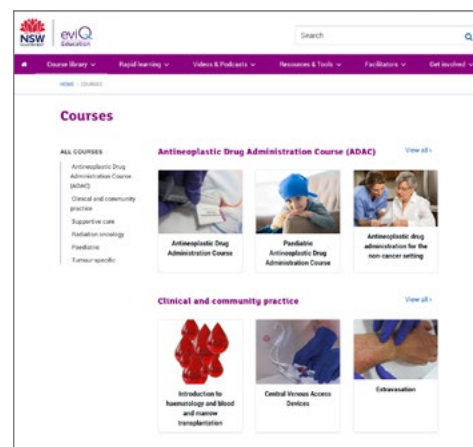 NSW
eviQ
Education
Search
Course library
Rapid learning
Videos & Podcasts
Resources & Tools
Facilitators
Get involved
HOME › COURSES
Courses
ALL COURSES
Antineoplastic Drug
Administration Course
(ADAC)
Clinical and community
practice
Supportive care
Radiation oncology
Paediatric
Tumour-specific
Antineoplastic Drug Administration Course (ADAC)
View all ›
Antineoplastic Drug
Administration Course
Paediatric
Antineoplastic Drug
Administration Course
Antineoplastic drug
administration for the
non-cancer setting
Clinical and community practice
View all ›
Introduction to
haematology and blood
and marrow
transplantation
Central Venous Access
Devices
Extravasation